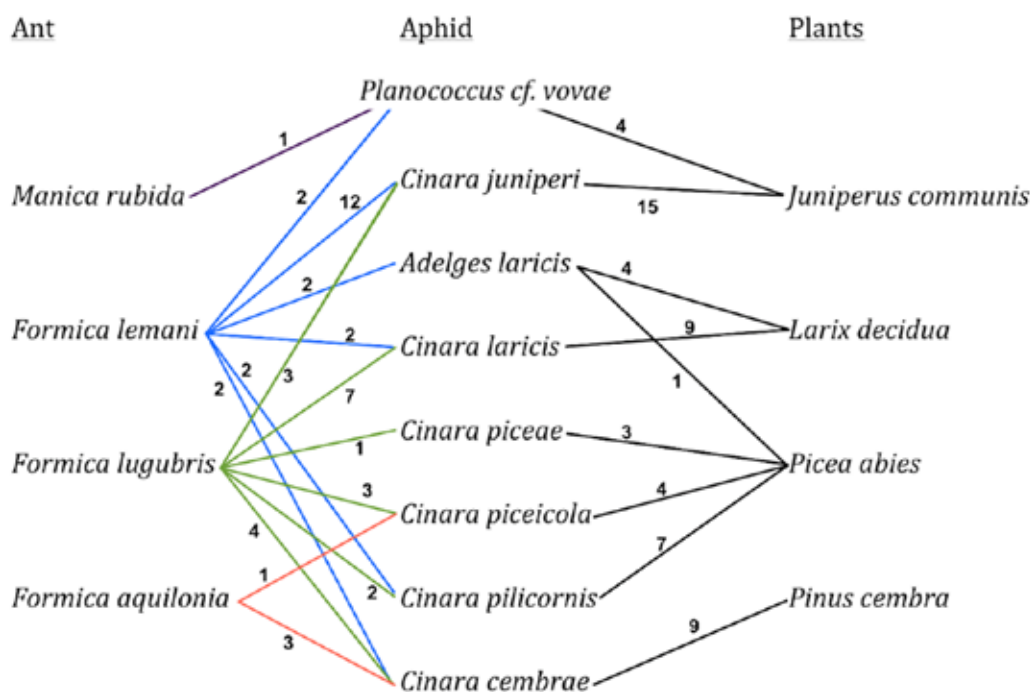 Ant Aphid Plants
Planococcus cf. vovae
4
1
Manica rubida
Cinara juniperi
Juniperus communis
2
12
15
Adelges laricis
4
2
Formica lemani
2
Cinara laricis
9
Larix decidua
2
2
3
7
1
Cinara piceae
3
1
Formica lugubris
Picea abies
3
4
Cinara piceicola
4
7
1
Formica aquilonia
2
Cinara pilicornis
Pinus cembra
3
9
Cinara cembrae